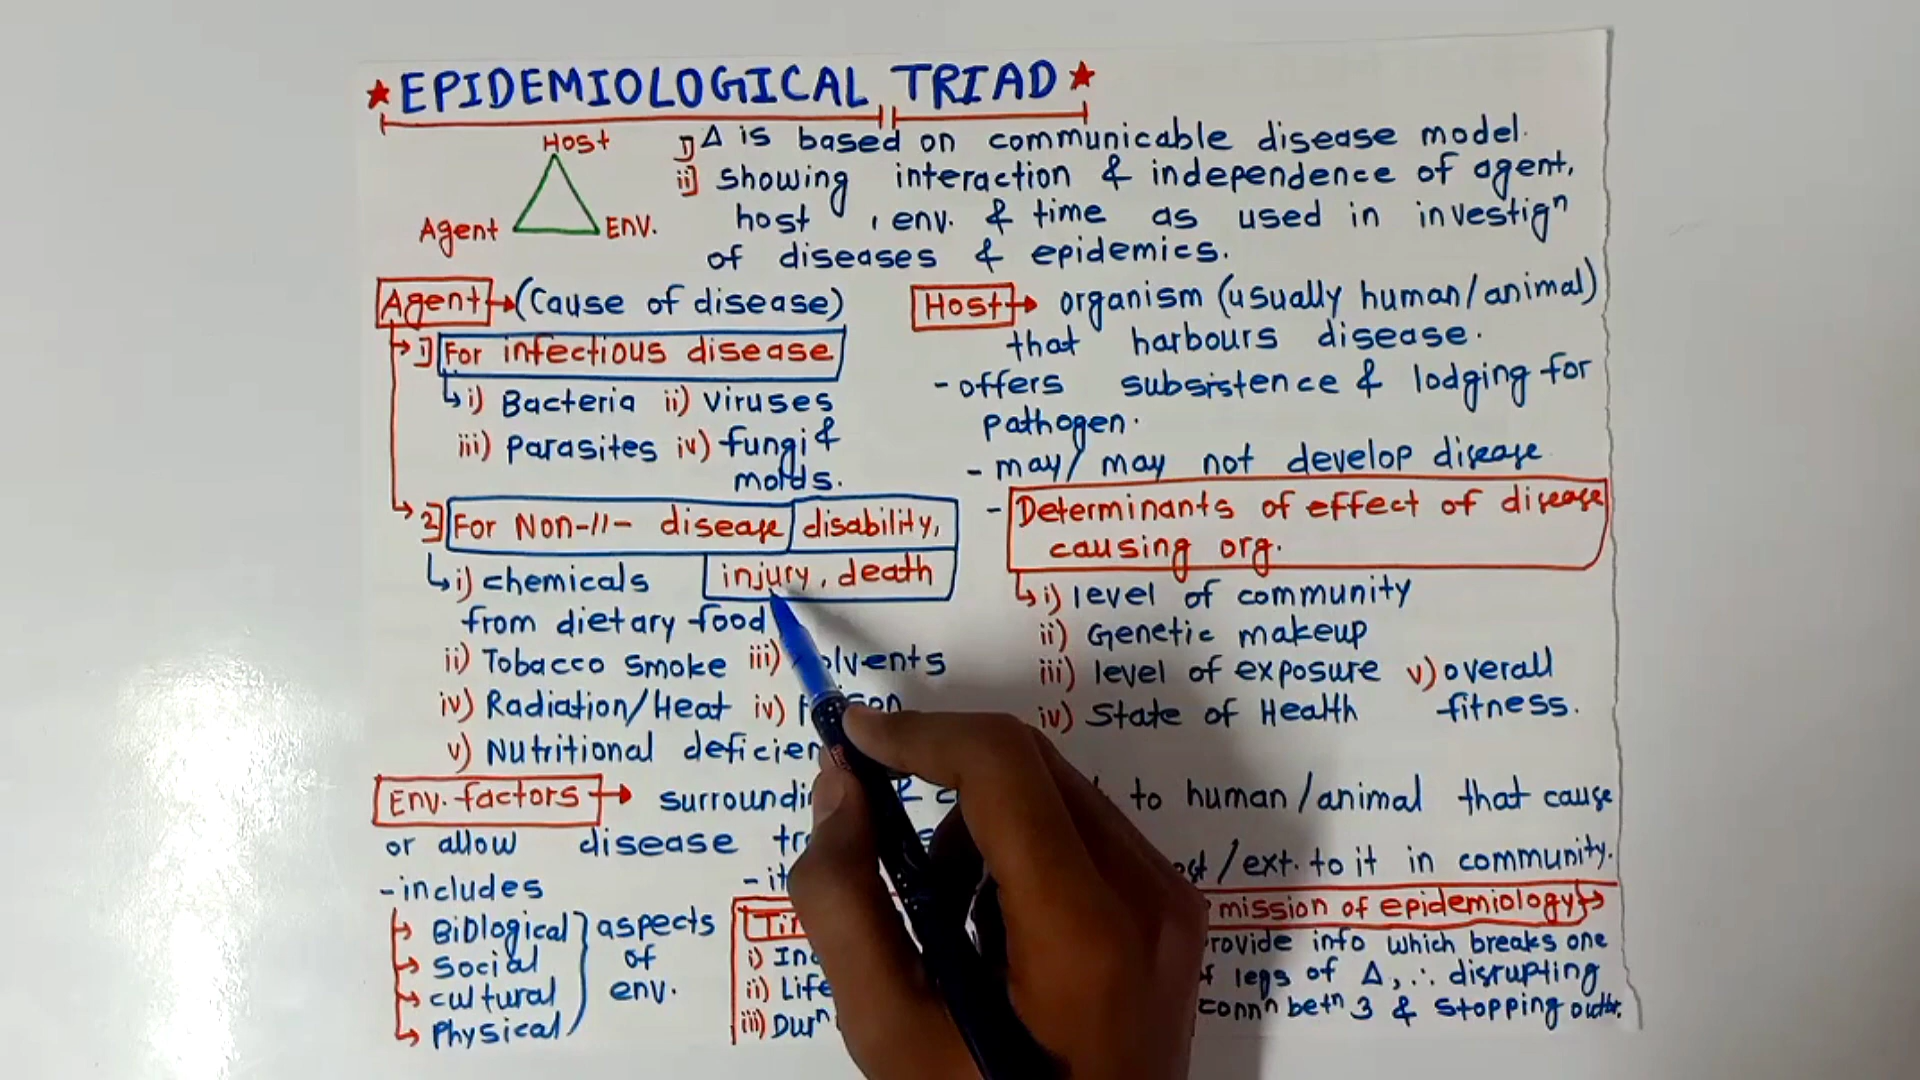 EPIDEMIOLOGICAL TRIAD
Host
Agent
Env.
i] Δ is based on communicable disease model.
ii] showing interaction & independence of agent,
host, env. & time as used in investigⁿ
of diseases & epidemics.
Agent → (Cause of disease)
1] For infectious disease
i) Bacteria ii) Viruses
iii) Parasites iv) fungi &
molds.
2] For Non-11- disease disability,
injury, death
i) chemicals
from dietary food
ii) Tobacco smoke iii)
iv) Radiation/Heat iv)
v) Nutritional
Host → organism (usually human/animal)
that harbours disease.
- offers subsistence & lodging for
pathogen.
- may/may not develop disease
- Determinants of effect of disease
causing org.
i) level of community
ii) Genetic makeup
iii) level of exposure v) overall
iv) State of Health fitness.
Env. factors → to human/animal that cause
or allow disease
/ext. to it in community.
- includes
Biological
Social
cultural
Physical
aspects
of
env.
i)
ii) Life
iii) Durⁿ
mission of epidemiology →
info which breaks one
legs of Δ, ∴ disrupting
connⁿ betⁿ 3 & stopping